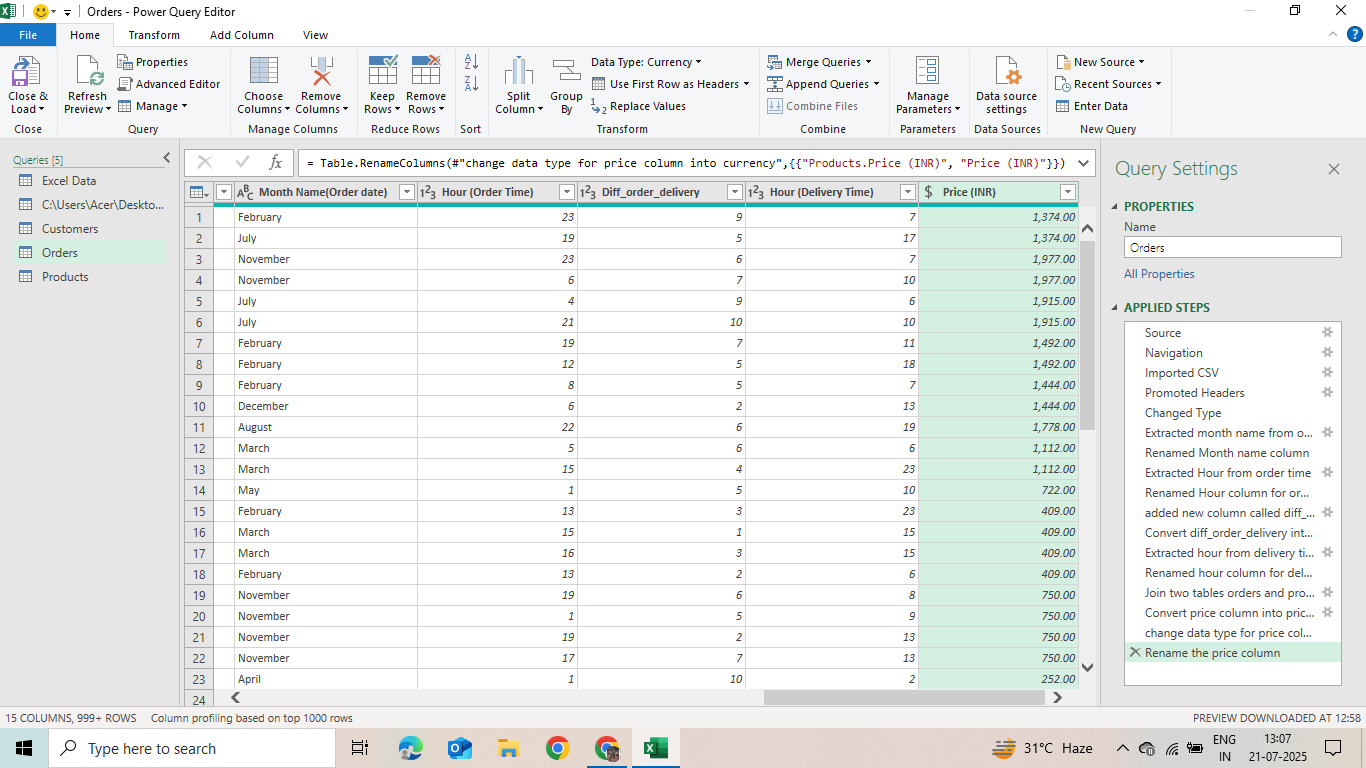 Orders - Power Query Editor
File Home Transform Add Column View
Close & Load
Close
Refresh Preview
Properties
Advanced Editor
Manage
Query
Choose Columns
Remove Columns
Manage Columns
Keep Rows
Remove Rows
Reduce Rows
Sort
Split Column
Group By
Data Type: Currency
Use First Row as Headers
Replace Values
Transform
Merge Queries
Append Queries
Combine Files
Combine
Manage Parameters
Parameters
Data source settings
Data Sources
New Source
Recent Sources
Enter Data
New Query
Queries [5]
Excel Data
C:\Users\Acer\Deskto...
Customers
Orders
Products
fx = Table.RenameColumns(#"change data type for price column into currency",{{"Products.Price (INR)", "Price (INR)"}})
Month Name(Order date) Hour (Order Time) Diff_order_delivery Hour (Delivery Time) $ Price (INR)
1 February 23 9 7 1,374.00
2 July 19 5 17 1,374.00
3 November 23 6 7 1,977.00
4 November 6 7 10 1,977.00
5 July 4 9 6 1,915.00
6 July 21 10 10 1,915.00
7 February 19 7 11 1,492.00
8 February 12 5 18 1,492.00
9 February 8 5 7 1,444.00
10 December 6 2 13 1,444.00
11 August 22 6 19 1,778.00
12 March 5 6 6 1,112.00
13 March 15 4 23 1,112.00
14 May 1 5 10 722.00
15 February 13 3 23 409.00
16 March 15 1 15 409.00
17 March 16 3 15 409.00
18 February 13 2 6 409.00
19 November 19 6 8 750.00
20 November 1 5 9 750.00
21 November 19 2 13 750.00
22 November 17 7 13 750.00
23 April 1 10 2 252.00
24
Query Settings
PROPERTIES
Name
Orders
All Properties
APPLIED STEPS
Source
Navigation
Imported CSV
Promoted Headers
Changed Type
Extracted month name from o...
Renamed Month name column
Extracted Hour from order time
Renamed Hour column for or...
added new column called diff_...
Convert diff_order_delivery int...
Extracted hour from delivery ti...
Renamed hour column for del...
Join two tables orders and pro...
Convert price column into pric...
change data type for price col...
Rename the price column
15 COLUMNS, 999+ ROWS Column profiling based on top 1000 rows
PREVIEW DOWNLOADED AT 12:58
Type here to search
31°C Haze
ENG
IN
13:07
21-07-2025